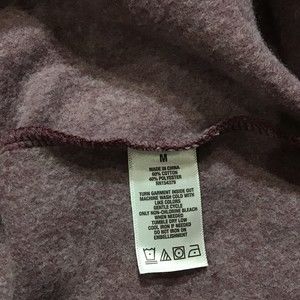 M
MADE IN CHINA
60% COTTON
40% POLYESTER
RN154376
TURN GARMENT INSIDE OUT
MACHINE WASH COLD WITH
LIKE COLORS
GENTLE CYCLE
ONLY NON-CHLORINE BLEACH
WHEN NEEDED
TUMBLE DRY LOW
COOL IRON IF NEEDED
DO NOT IRON ON
EMBELLISHMENT